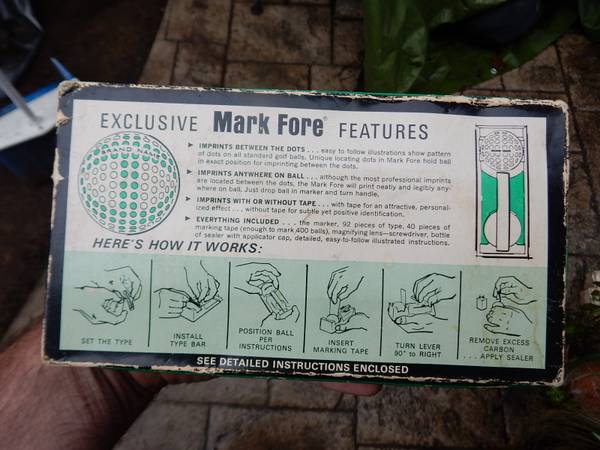 EXCLUSIVE Mark Fore® FEATURES
BRAND NAME
IMPRINTS BETWEEN THE DOTS . . . easy to follow illustrations show pattern
of dots on all standard golf balls. Unique locating dots in Mark Fore hold ball
in exact position for imprinting between the dots.
IMPRINTS ANYWHERE ON BALL . . . although the most professional imprints
are located between the dots, the Mark Fore will print neatly and legibly any-
where on ball. Just drop ball in marker and turn handle.
IMPRINTS WITH OR WITHOUT TAPE . . . with tape for an attractive, personal-
ized effect . . . without tape for subtle yet positive identification.
EVERYTHING INCLUDED . . . the marker, 92 pieces of type, 40 pieces of
marking tape (enough to mark 400 balls), magnifying lens—screwdriver, bottle
of sealer with applicator cap, detailed, easy-to-follow illustrated instructions.
HERE'S HOW IT WORKS:
SET THE TYPE
INSTALL
TYPE BAR
POSITION BALL
PER
INSTRUCTIONS
INSERT
MARKING TAPE
TURN LEVER
90° to RIGHT
REMOVE EXCESS
CARBON
. . . APPLY SEALER
SEE DETAILED INSTRUCTIONS ENCLOSED